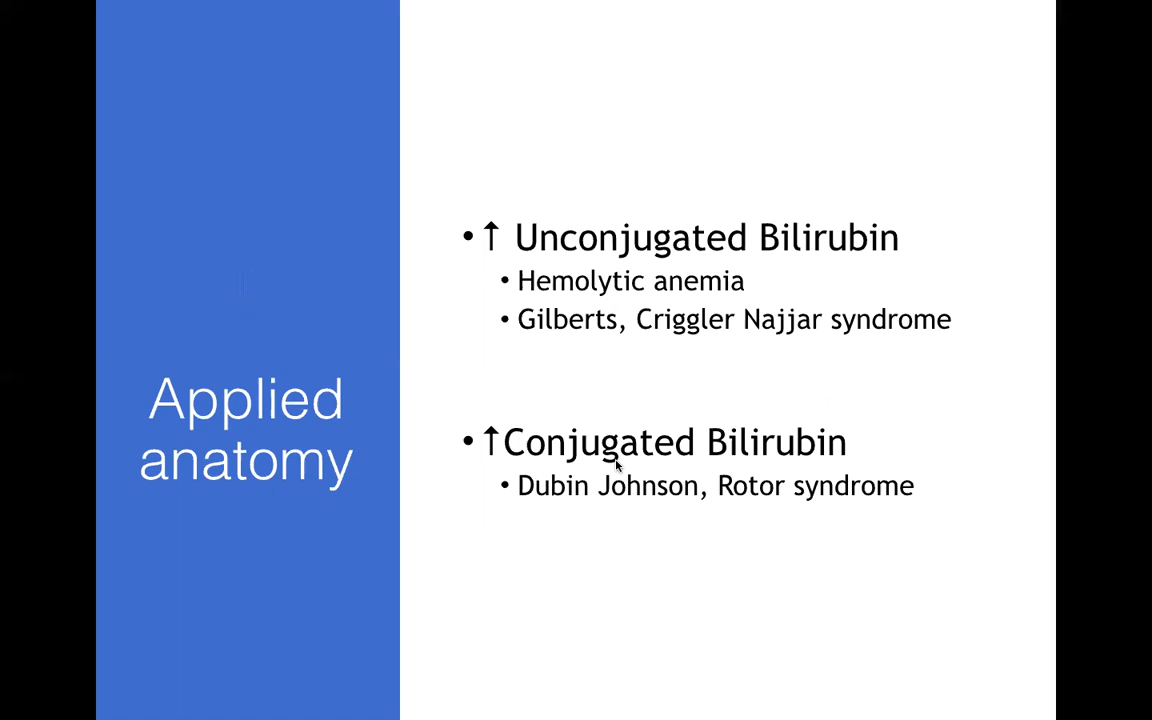 Applied
anatomy
•↑ Unconjugated Bilirubin
• Hemolytic anemia
• Gilberts, Criggler Najjar syndrome
•↑Conjugated Bilirubin
• Dubin Johnson, Rotor syndrome